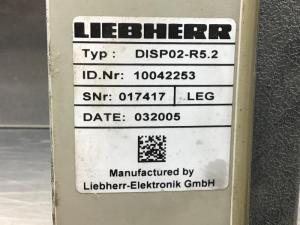 LIEBHERR
Typ : DISP02-R5.2
ID.Nr: 10042253
SNr: 017417 LEG
DATE: 032005
Manufactured by
Liebherr-Elektronik GmbH